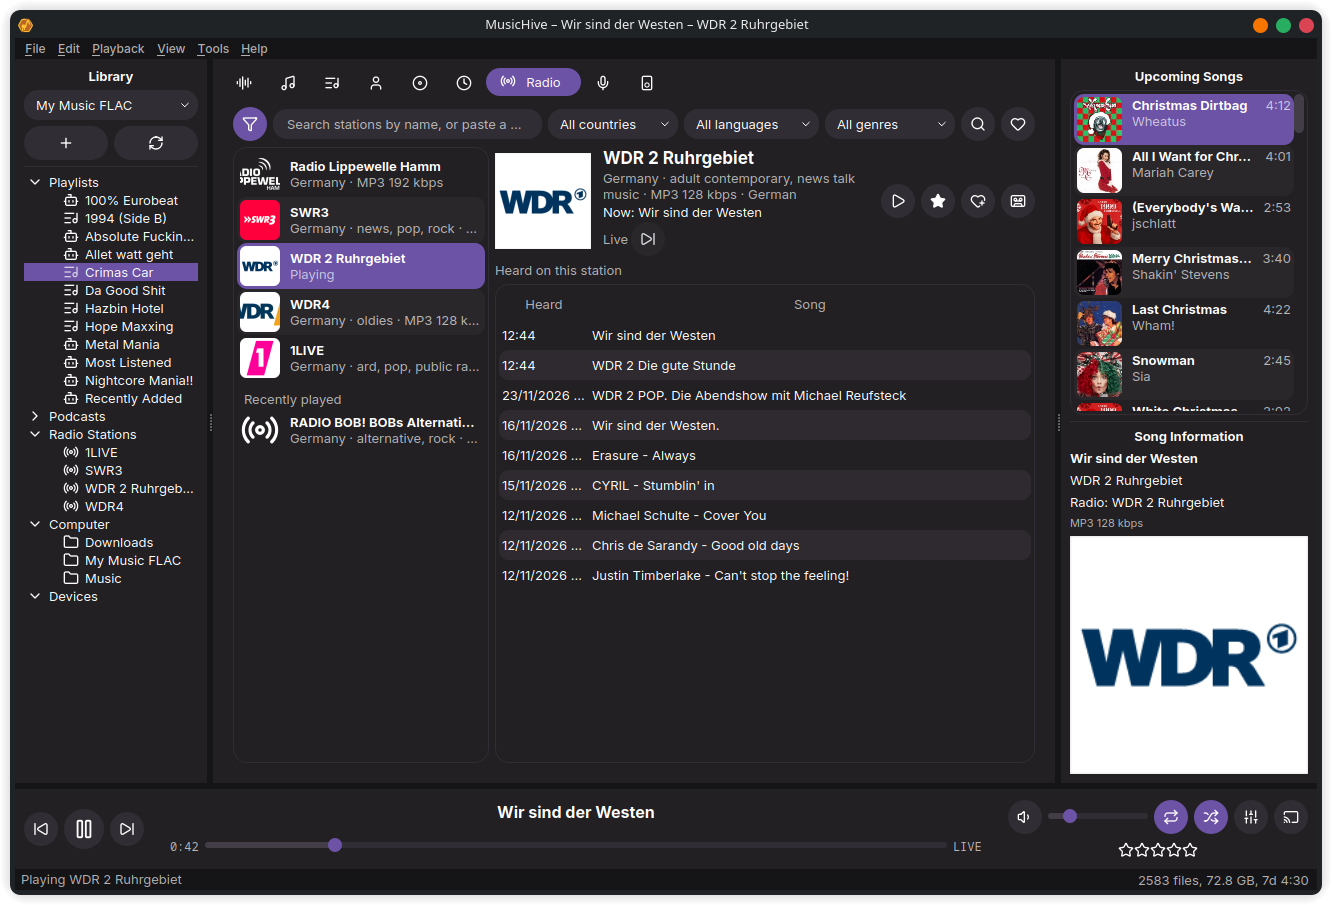 MusicHive – Wir sind der Westen – WDR 2 Ruhrgebiet
File Edit Playback View Tools Help
Library
My Music FLAC
Playlists
100% Eurobeat
1994 (Side B)
Absolute Fuckin...
Allet watt geht
Crimas Car
Da Good Shit
Hazbin Hotel
Hope Maxxing
Metal Mania
Most Listened
Nightcore Mania!!
Recently Added
Podcasts
Radio Stations
1LIVE
SWR3
WDR 2 Ruhrgeb...
WDR4
Computer
Downloads
My Music FLAC
Music
Devices
Radio
Search stations by name, or paste a ...
All countries
All languages
All genres
Radio Lippewelle Hamm
Germany · MP3 192 kbps
SWR3
SWR3
Germany · news, pop, rock · ...
WDR
WDR 2 Ruhrgebiet
Playing
WDR
WDR4
Germany · oldies · MP3 128 k...
1
1LIVE
Germany · ard, pop, public ra...
Recently played
RADIO BOB! BOBs Alternati...
Germany · alternative, rock · ...
WDR 1
WDR 2 Ruhrgebiet
Germany · adult contemporary, news talk
music · MP3 128 kbps · German
Now: Wir sind der Westen
Live
Heard on this station
Heard Song
12:44 Wir sind der Westen
12:44 WDR 2 Die gute Stunde
23/11/2026 ... WDR 2 POP. Die Abendshow mit Michael Reufsteck
16/11/2026 ... Wir sind der Westen.
16/11/2026 ... Erasure - Always
15/11/2026 ... CYRIL - Stumblin' in
12/11/2026 ... Michael Schulte - Cover You
12/11/2026 ... Chris de Sarandy - Good old days
12/11/2026 ... Justin Timberlake - Can't stop the feeling!
Upcoming Songs
Christmas Dirtbag 4:12
Wheatus
All I Want for Chr... 4:01
Mariah Carey
(Everybody's Wa... 2:53
jschlatt
Merry Christmas... 3:40
Shakin' Stevens
Last Christmas 4:22
Wham!
Snowman 2:45
Sia
White Christmas
Song Information
Wir sind der Westen
WDR 2 Ruhrgebiet
Radio: WDR 2 Ruhrgebiet
MP3 128 kbps
WDR 1
Wir sind der Westen
0:42 LIVE
Playing WDR 2 Ruhrgebiet
2583 files, 72.8 GB, 7d 4:30